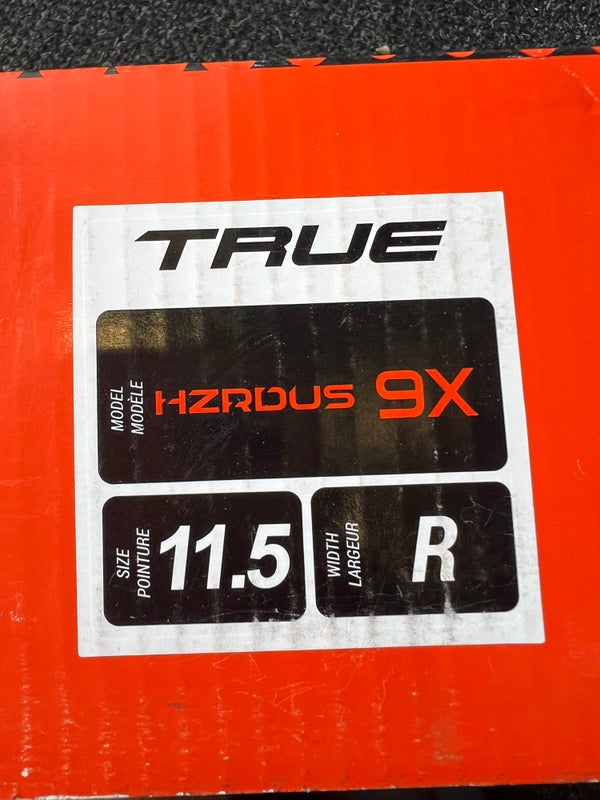 TRUE
MODEL
MODÈLE
HZRDUS 9X
SIZE
POINTURE
11.5
WIDTH
LARGEUR
R